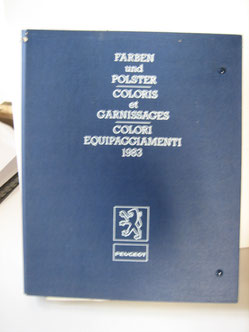 FARBEN
und
POLSTER
COLORIS
et
GARNISSAGES
COLORI
EQUIPAGGIAMENTI
1983
PEUGEOT